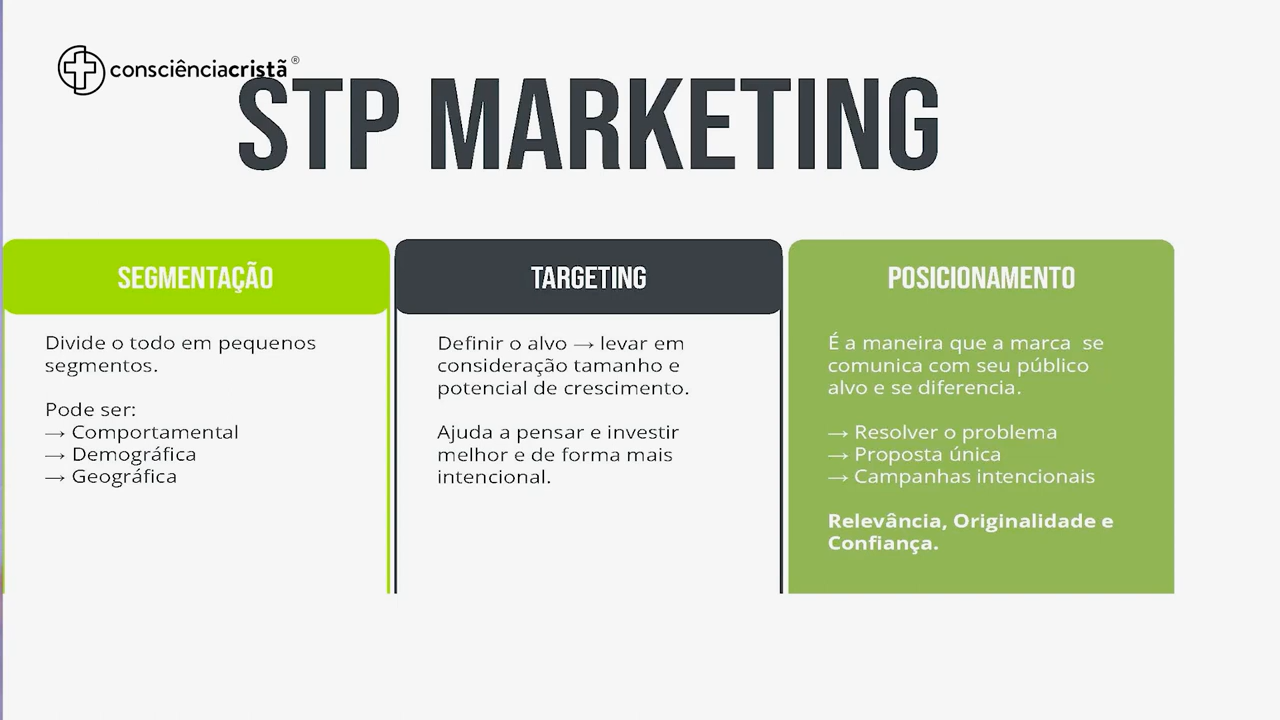 consciênciacristã®
STP MARKETING
SEGMENTAÇÃO
Divide o todo em pequenos
segmentos.
Pode ser:
→ Comportamental
→ Demográfica
→ Geográfica
TARGETING
Definir o alvo → levar em
consideração tamanho e
potencial de crescimento.
Ajuda a pensar e investir
melhor e de forma mais
intencional.
POSICIONAMENTO
É a maneira que a marca se
comunica com seu público
alvo e se diferencia.
→ Resolver o problema
→ Proposta única
→ Campanhas intencionais
Relevância, Originalidade e
Confiança.